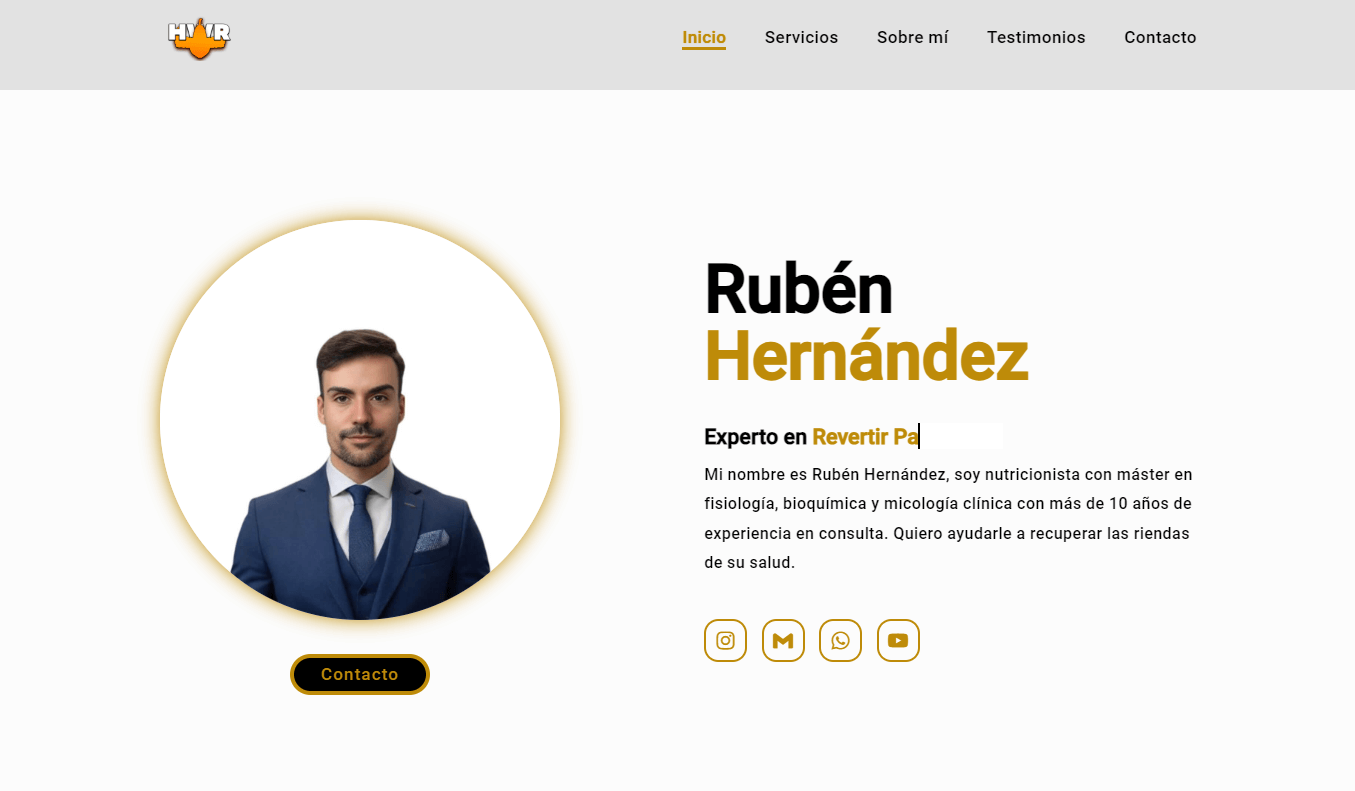 HWR
Inicio Servicios Sobre mí Testimonios Contacto
Rubén
Hernández
Experto en Revertir Pa
Mi nombre es Rubén Hernández, soy nutricionista con máster en
fisiología, bioquímica y micología clínica con más de 10 años de
experiencia en consulta. Quiero ayudarle a recuperar las riendas
de su salud.
Contacto